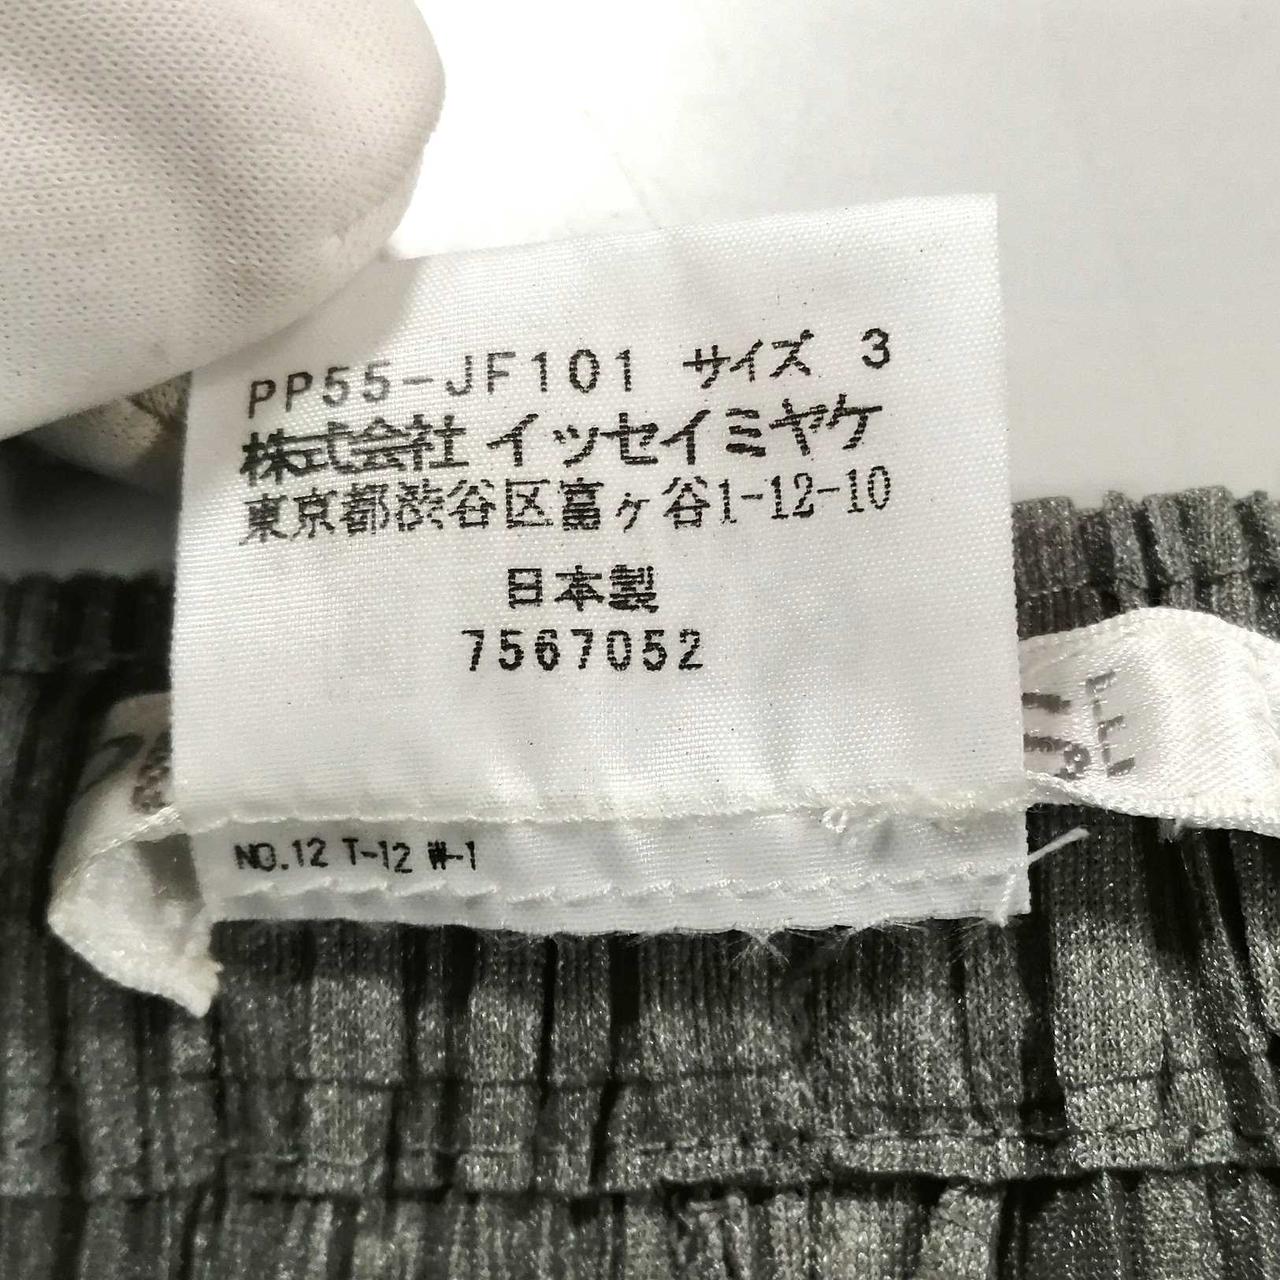 PP55-JF101 サイズ 3
株式会社 イッセイミヤケ
東京都渋谷区富ヶ谷1-12-10
日本製
7567052
NO.12 T-12 W-1